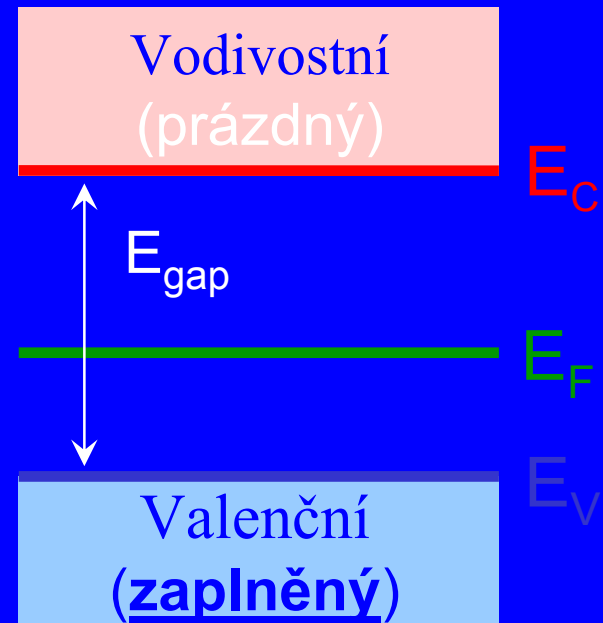 Vodivostní
(prázdný)
E_C
E_gap
E_F
E_V
Valenční
(zaplněný)